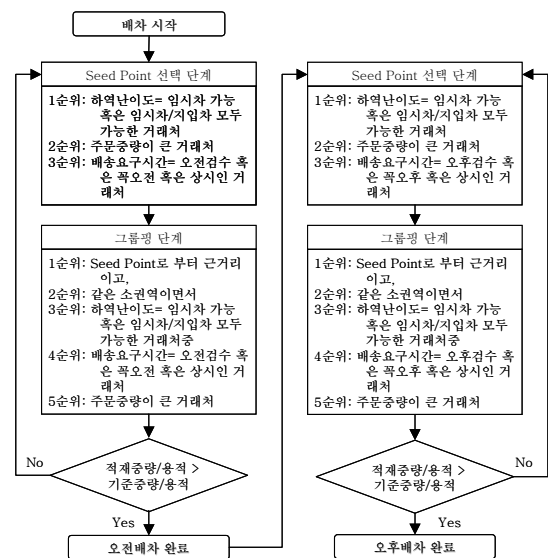 배차 시작
Seed Point 선택 단계
1순위: 하역난이도= 임시차 가능
혹은 임시차/지입차 모두
가능한 거래처
2순위: 주문중량이 큰 거래처
3순위: 배송요구시간= 오전검수 혹
은 꼭오전 혹은 상시인 거
래처
그룹핑 단계
1순위: Seed Point로 부터 근거리
이고,
2순위: 같은 소권역이면서
3순위: 하역난이도= 임시차 가능
혹은 임시차/지입차 모두
가능한 거래처중
4순위: 배송요구시간= 오전검수 혹
은 꼭오전 혹은 상시인 거
래처
5순위: 주문중량이 큰 거래처
No
적재중량/용적 >
기준중량/용적
Yes
오전배차 완료
Seed Point 선택 단계
1순위: 하역난이도= 임시차 가능
혹은 임시차/지입차 모두
가능한 거래처
2순위: 주문중량이 큰 거래처
3순위: 배송요구시간= 오후검수 혹
은 꼭오후 혹은 상시인 거
래처
그룹핑 단계
1순위: Seed Point로 부터 근거리
이고,
2순위: 같은 소권역이면서
3순위: 하역난이도= 임시차 가능
혹은 임시차/지입차 모두
가능한 거래처중
4순위: 배송요구시간= 오후검수 혹
은 꼭오후 혹은 상시인 거
래처
5순위: 주문중량이 큰 거래처
적재중량/용적 >
기준중량/용적
No
Yes
오후배차 완료